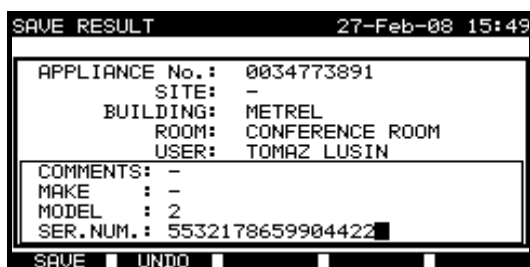 SAVE RESULT 27-Feb-08 15:49
APPLIANCE No.: 0034773891
SITE: -
BUILDING: METREL
ROOM: CONFERENCE ROOM
USER: TOMAZ LUSIN
COMMENTS: -
MAKE : -
MODEL : 2
SER.NUM.: 5532178659904422
SAVE UNDO